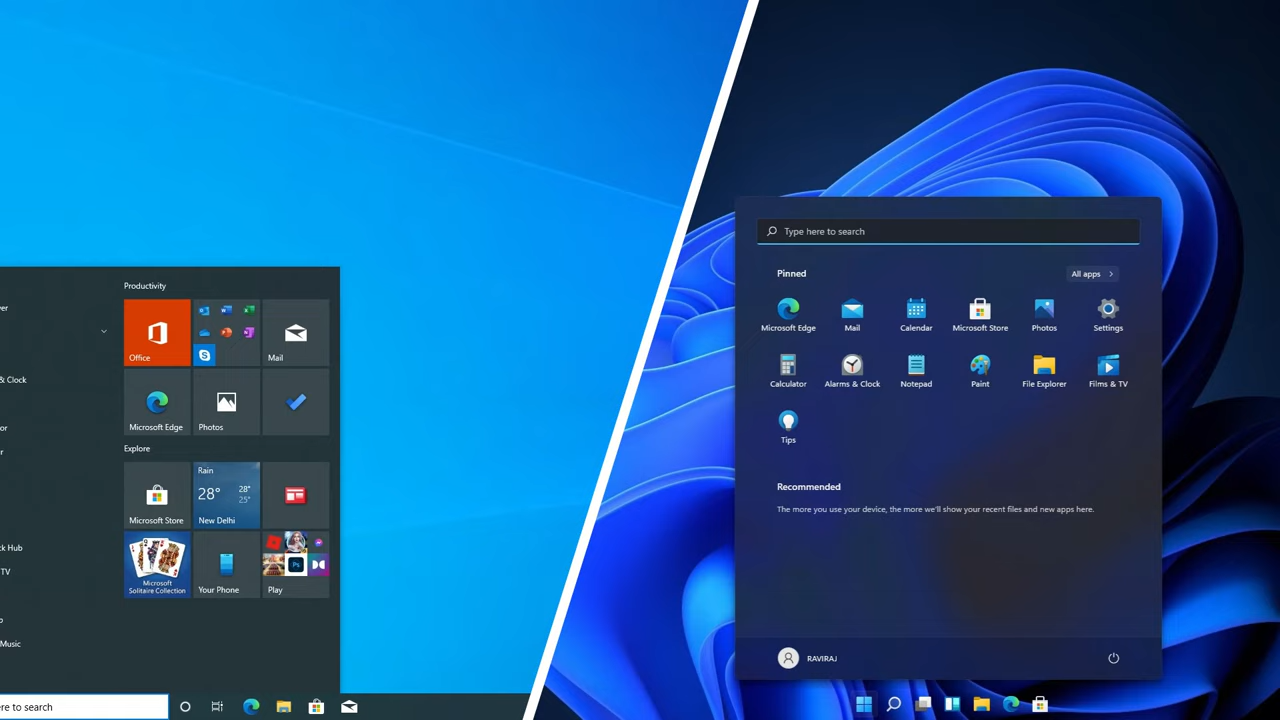 & Clock
ck Hub
TV
Music
Productivity
Office
Mail
Microsoft Edge
Photos
Explore
Microsoft Store
Rain
28°
28°
25°
New Delhi
Microsoft
Solitaire Collection
Your Phone
Play
Ps
re to search
Type here to search
Pinned
All apps
Microsoft Edge
Mail
Calendar
Microsoft Store
Photos
Settings
Calculator
Alarms & Clock
Notepad
Paint
File Explorer
Films & TV
Tips
Recommended
The more you use your device, the more we'll show your recent files and new apps here.
RAVIRAJ